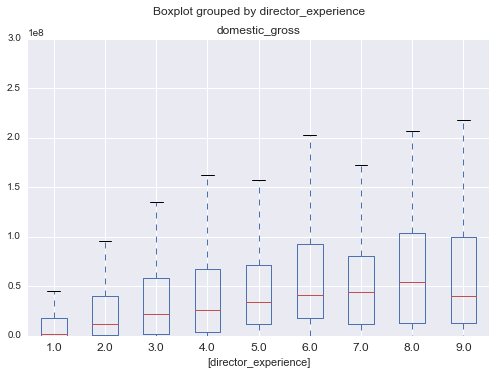 Boxplot grouped by director_experience
domestic_gross
1e8
3.0
2.5
2.0
1.5
1.0
0.5
0.0
1.0 2.0 3.0 4.0 5.0 6.0 7.0 8.0 9.0
[director_experience]